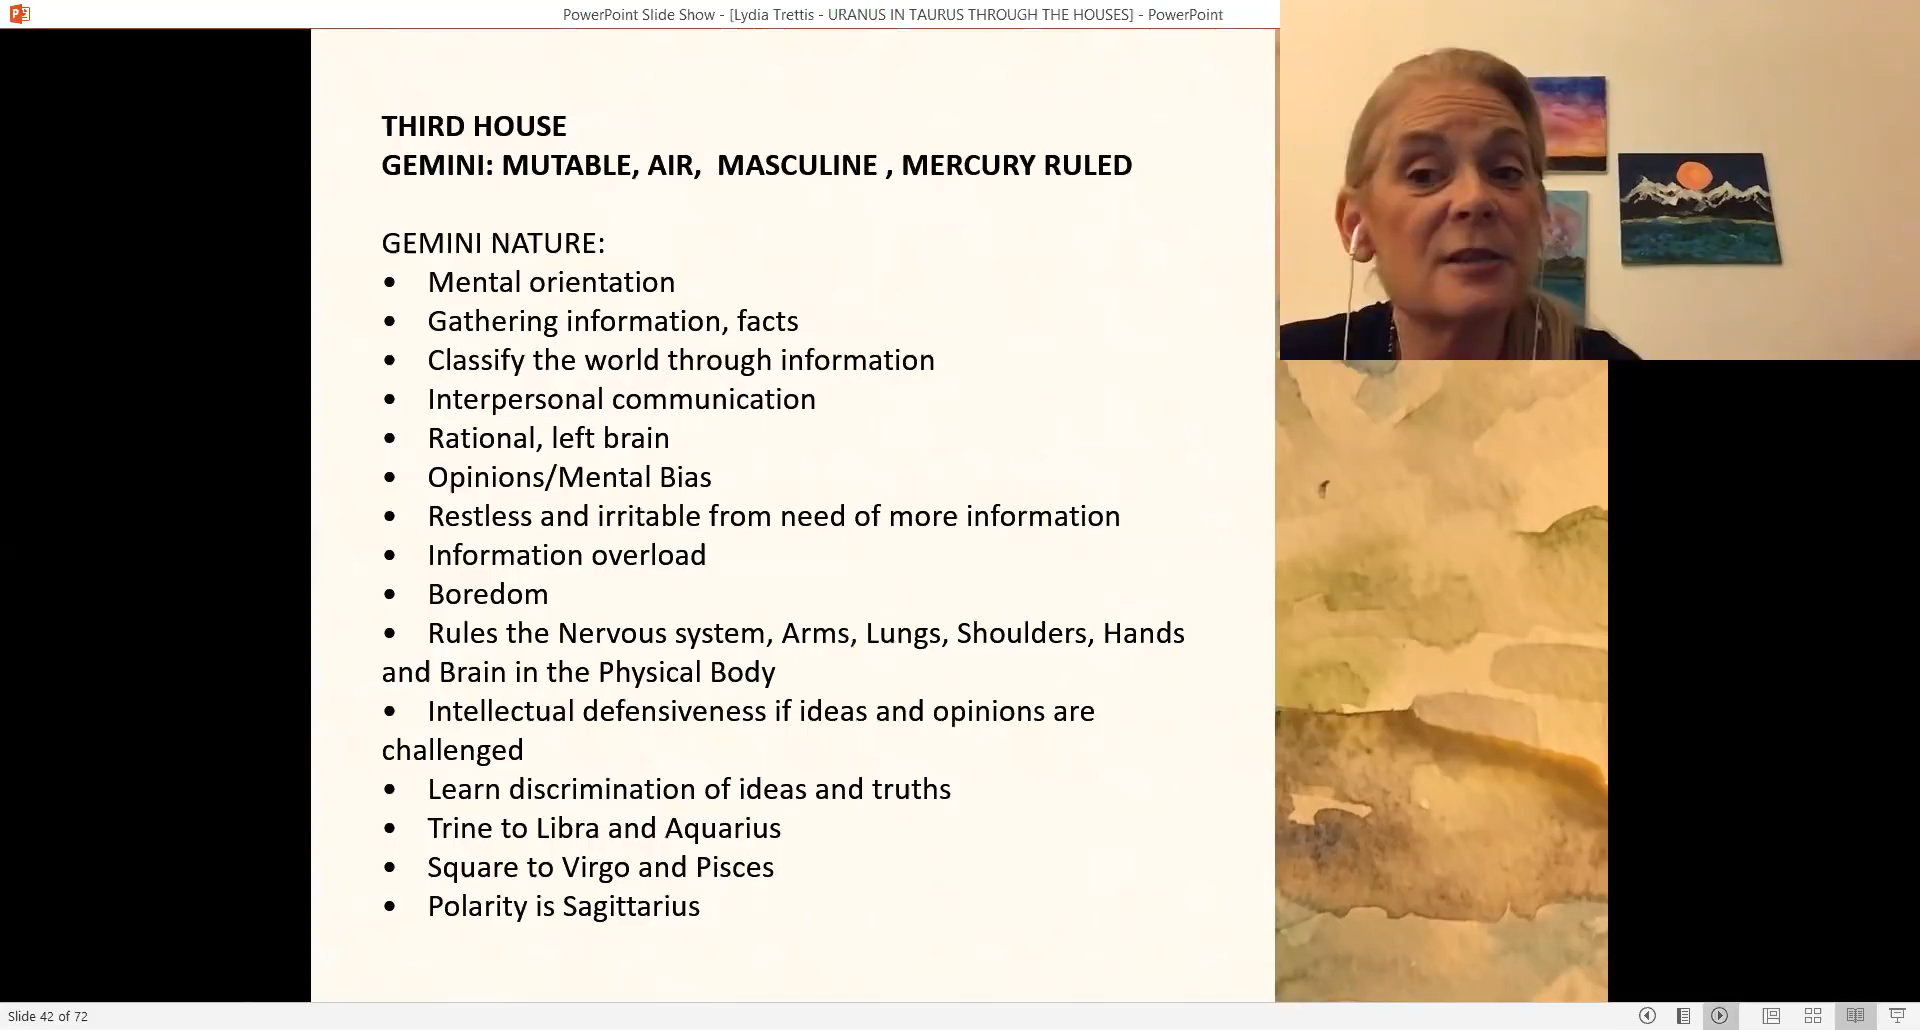 PowerPoint Slide Show - [Lydia Trettis - URANUS IN TAURUS THROUGH THE HOUSES] - PowerPoint
THIRD HOUSE
GEMINI: MUTABLE, AIR,  MASCULINE , MERCURY RULED
GEMINI NATURE:
• Mental orientation
• Gathering information, facts
• Classify the world through information
• Interpersonal communication
• Rational, left brain
• Opinions/Mental Bias
• Restless and irritable from need of more information
• Information overload
• Boredom
• Rules the Nervous system, Arms, Lungs, Shoulders, Hands
and Brain in the Physical Body
• Intellectual defensiveness if ideas and opinions are
challenged
• Learn discrimination of ideas and truths
• Trine to Libra and Aquarius
• Square to Virgo and Pisces
• Polarity is Sagittarius
Slide 42 of 72